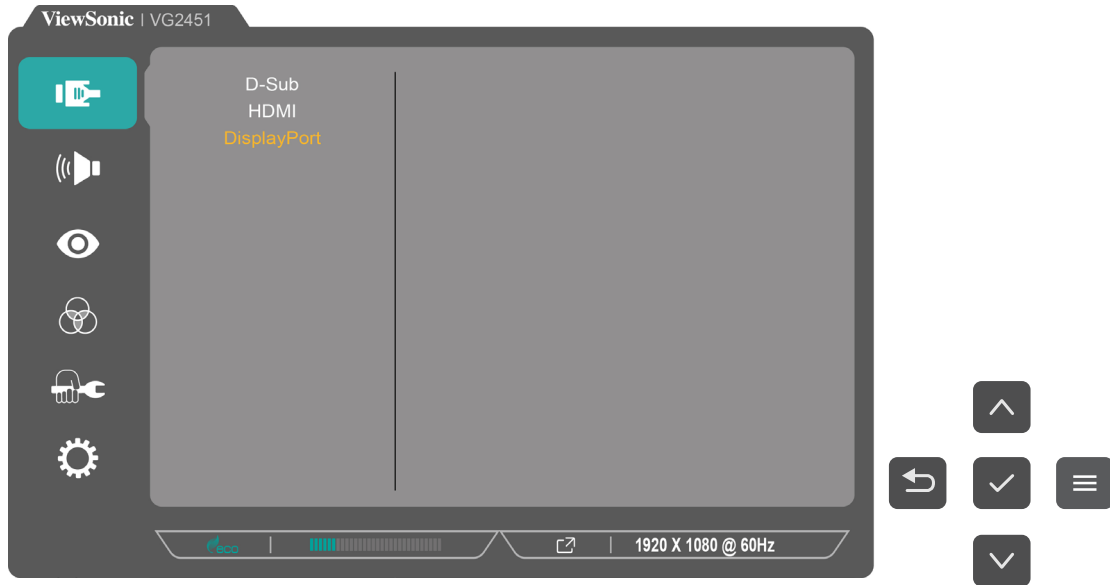 ViewSonic | VG2451
D-Sub
HDMI
DisplayPort
eco
1920 X 1080 @ 60Hz